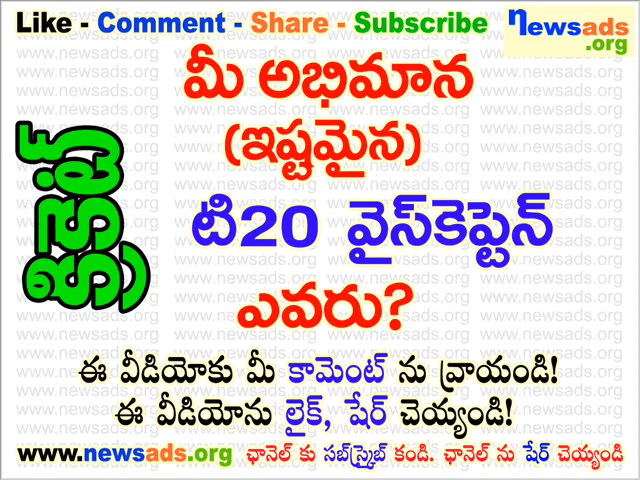 Like - Comment - Share - Subscribe
newsads
.org
మీ అభిమాన
(ఇష్టమైన)
క్రికెట్
టి20 వైస్‌కెప్టెన్
ఎవరు?
ఈ వీడియోకు మీ కామెంట్ ను వ్రాయండి!
ఈ వీడియోను లైక్, షేర్ చెయ్యండి!
www.newsads.org ఛానెల్ కు సబ్‌స్క్రైబ్ కండి. ఛానెల్ ను షేర్ చెయ్యండి